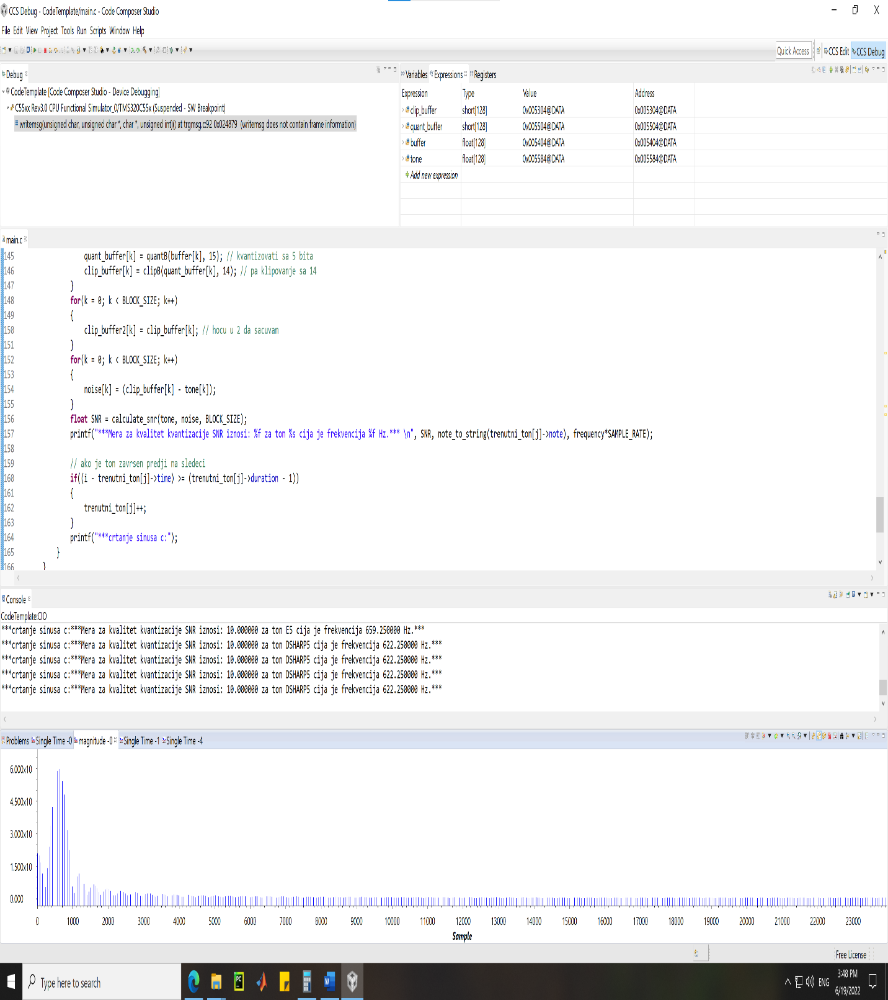 CCS Debug - CodeTemplate/main.c - Code Composer Studio
File Edit View Project Tools Run Scripts Window Help
Quick Access CCS Edit CCS Debug
Debug
CodeTemplate [Code Composer Studio - Device Debugging]
C55xx Rev3.0 CPU Functional Simulator_0/TMS320C55x (Suspended - SW Breakpoint)
writemsg(unsigned char, unsigned char *, char *, unsigned int)() at trgmsg.c:92 0x024879 (writemsg does not contain frame information)
Variables Expressions Registers
Expression Type Value Address
clip_buffer short[128] 0x005304@DATA 0x005304@DATA
quant_buffer short[128] 0x005504@DATA 0x005504@DATA
buffer float[128] 0x005404@DATA 0x005404@DATA
tone float[128] 0x005584@DATA 0x005584@DATA
Add new expression
main.c
145 quant_buffer[k] = quantB(buffer[k], 15); // kvantizovati sa 5 bita
146 clip_buffer[k] = clipB(quant_buffer[k], 14); // pa klipovanje sa 14
147 }
148 for(k = 0; k < BLOCK_SIZE; k++)
149 {
150 clip_buffer2[k] = clip_buffer[k]; // hocu u 2 da sacuvam
151 }
152 for(k = 0; k < BLOCK_SIZE; k++)
153 {
154 noise[k] = (clip_buffer[k] - tone[k]);
155 }
156 float SNR = calculate_snr(tone, noise, BLOCK_SIZE);
157 printf("***Mera za kvalitet kvantizacije SNR iznosi: %f za ton %s cija je frekvencija %f Hz.*** \n", SNR, note_to_string(trenutni_ton[j]->note), frequency*SAMPLE_RATE);
158
159 // ako je ton zavrsen predji na sledeci
160 if((i - trenutni_ton[j]->time) >= (trenutni_ton[j]->duration - 1))
161 {
162 trenutni_ton[j]++;
163 }
164 printf("***crtanje sinusa c:");
165 }
166 }
Console
CodeTemplate:CIO
***crtanje sinusa c:***Mera za kvalitet kvantizacije SNR iznosi: 10.000000 za ton E5 cija je frekvencija 659.250000 Hz.***
***crtanje sinusa c:***Mera za kvalitet kvantizacije SNR iznosi: 10.000000 za ton DSHARP5 cija je frekvencija 622.250000 Hz.***
***crtanje sinusa c:***Mera za kvalitet kvantizacije SNR iznosi: 10.000000 za ton DSHARP5 cija je frekvencija 622.250000 Hz.***
***crtanje sinusa c:***Mera za kvalitet kvantizacije SNR iznosi: 10.000000 za ton DSHARP5 cija je frekvencija 622.250000 Hz.***
***crtanje sinusa c:***Mera za kvalitet kvantizacije SNR iznosi: 10.000000 za ton DSHARP5 cija je frekvencija 622.250000 Hz.***
Problems Single Time -0 magnitude -0 Single Time -1 Single Time -4
6.000x10
4.500x10
3.000x10
1.500x10
0.000
0 1000 2000 3000 4000 5000 6000 7000 8000 9000 10000 11000 12000 13000 14000 15000 16000 17000 18000 19000 20000 21000 22000 23000
Sample
Free License
Type here to search
ENG
3:48 PM
6/19/2022